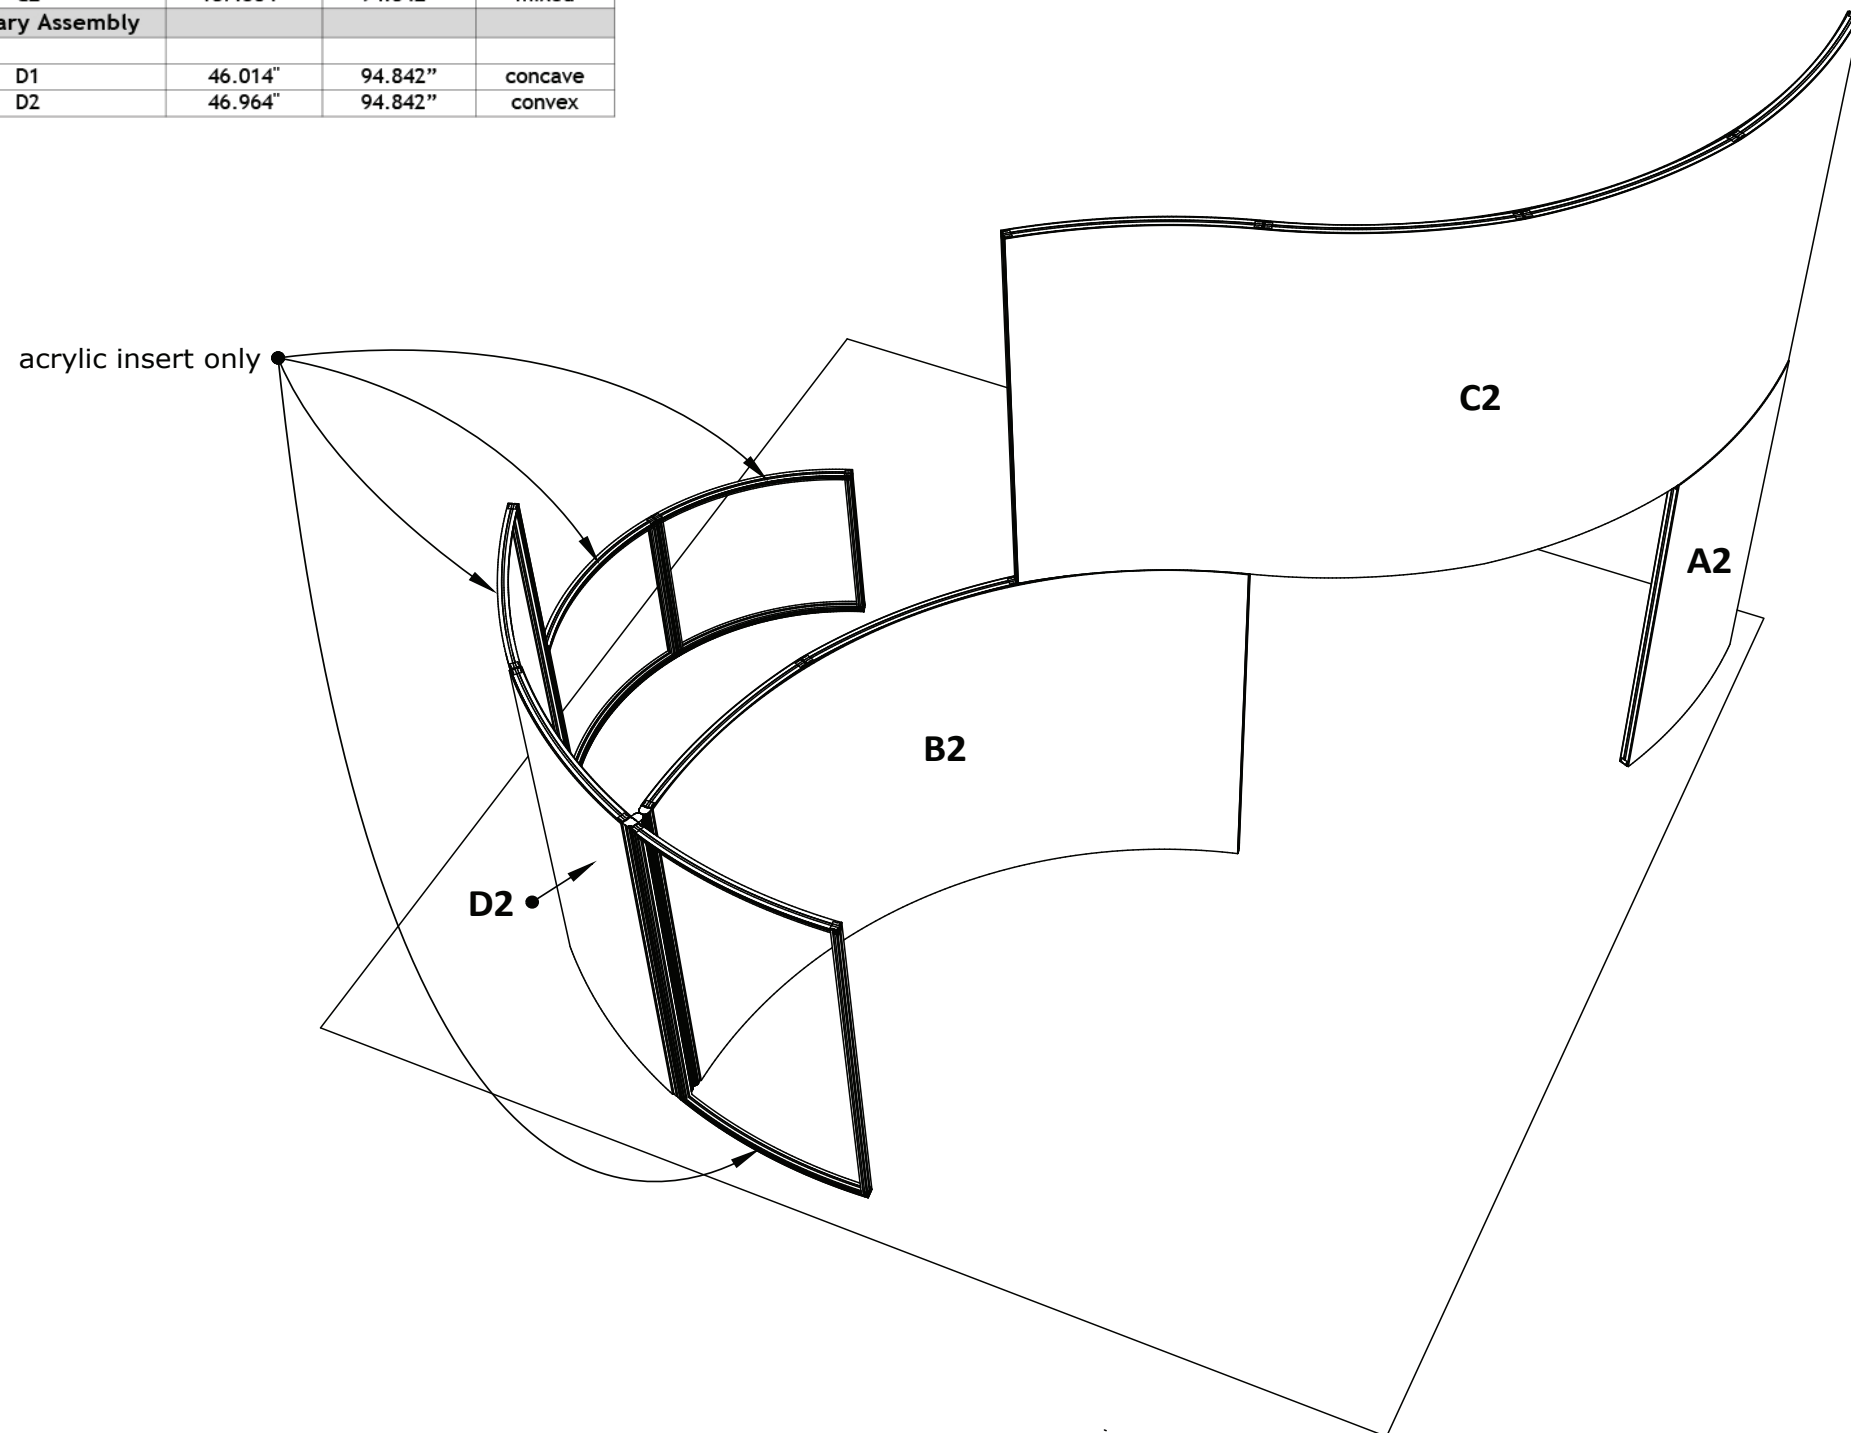 ary Assembly
D1 46.014" 94.842” concave
D2 46.964" 94.842” convex
acrylic insert only
C2
A2
B2
D2